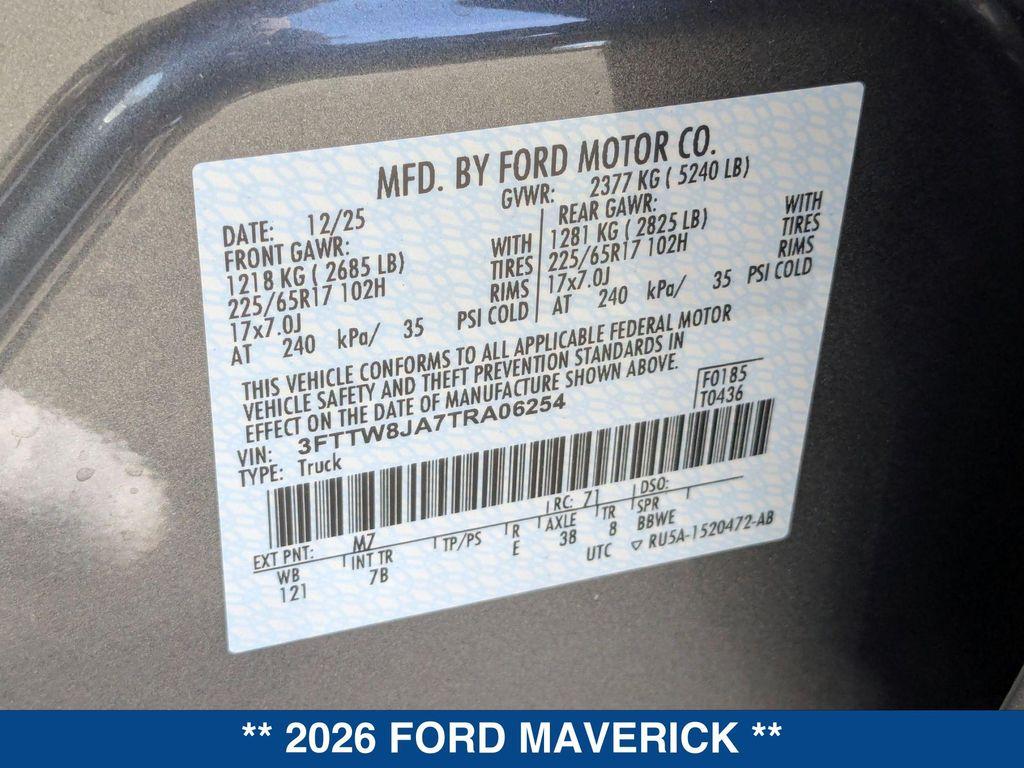 MFD. BY FORD MOTOR CO.
DATE: 12/25 GVWR: 2377 KG ( 5240 LB)
FRONT GAWR: REAR GAWR:
1218 KG ( 2685 LB) WITH 1281 KG ( 2825 LB) WITH
225/65R17 102H TIRES 225/65R17 102H TIRES
17x7.0J RIMS 17x7.0J RIMS
AT 240 kPa/ 35 PSI COLD AT 240 kPa/ 35 PSI COLD
THIS VEHICLE CONFORMS TO ALL APPLICABLE FEDERAL MOTOR
VEHICLE SAFETY AND THEFT PREVENTION STANDARDS IN
EFFECT ON THE DATE OF MANUFACTURE SHOWN ABOVE.
VIN: 3FTTW8JA7TRA06254 F0185
TYPE: Truck T0436
EXT PNT: M7 RC: 71 DSO:
WB INT TR TP/PS R AXLE TR SPR
121 7B E 38 8 BBWE
UTC ▽ RU5A-1520472-AB
** 2026 FORD MAVERICK **